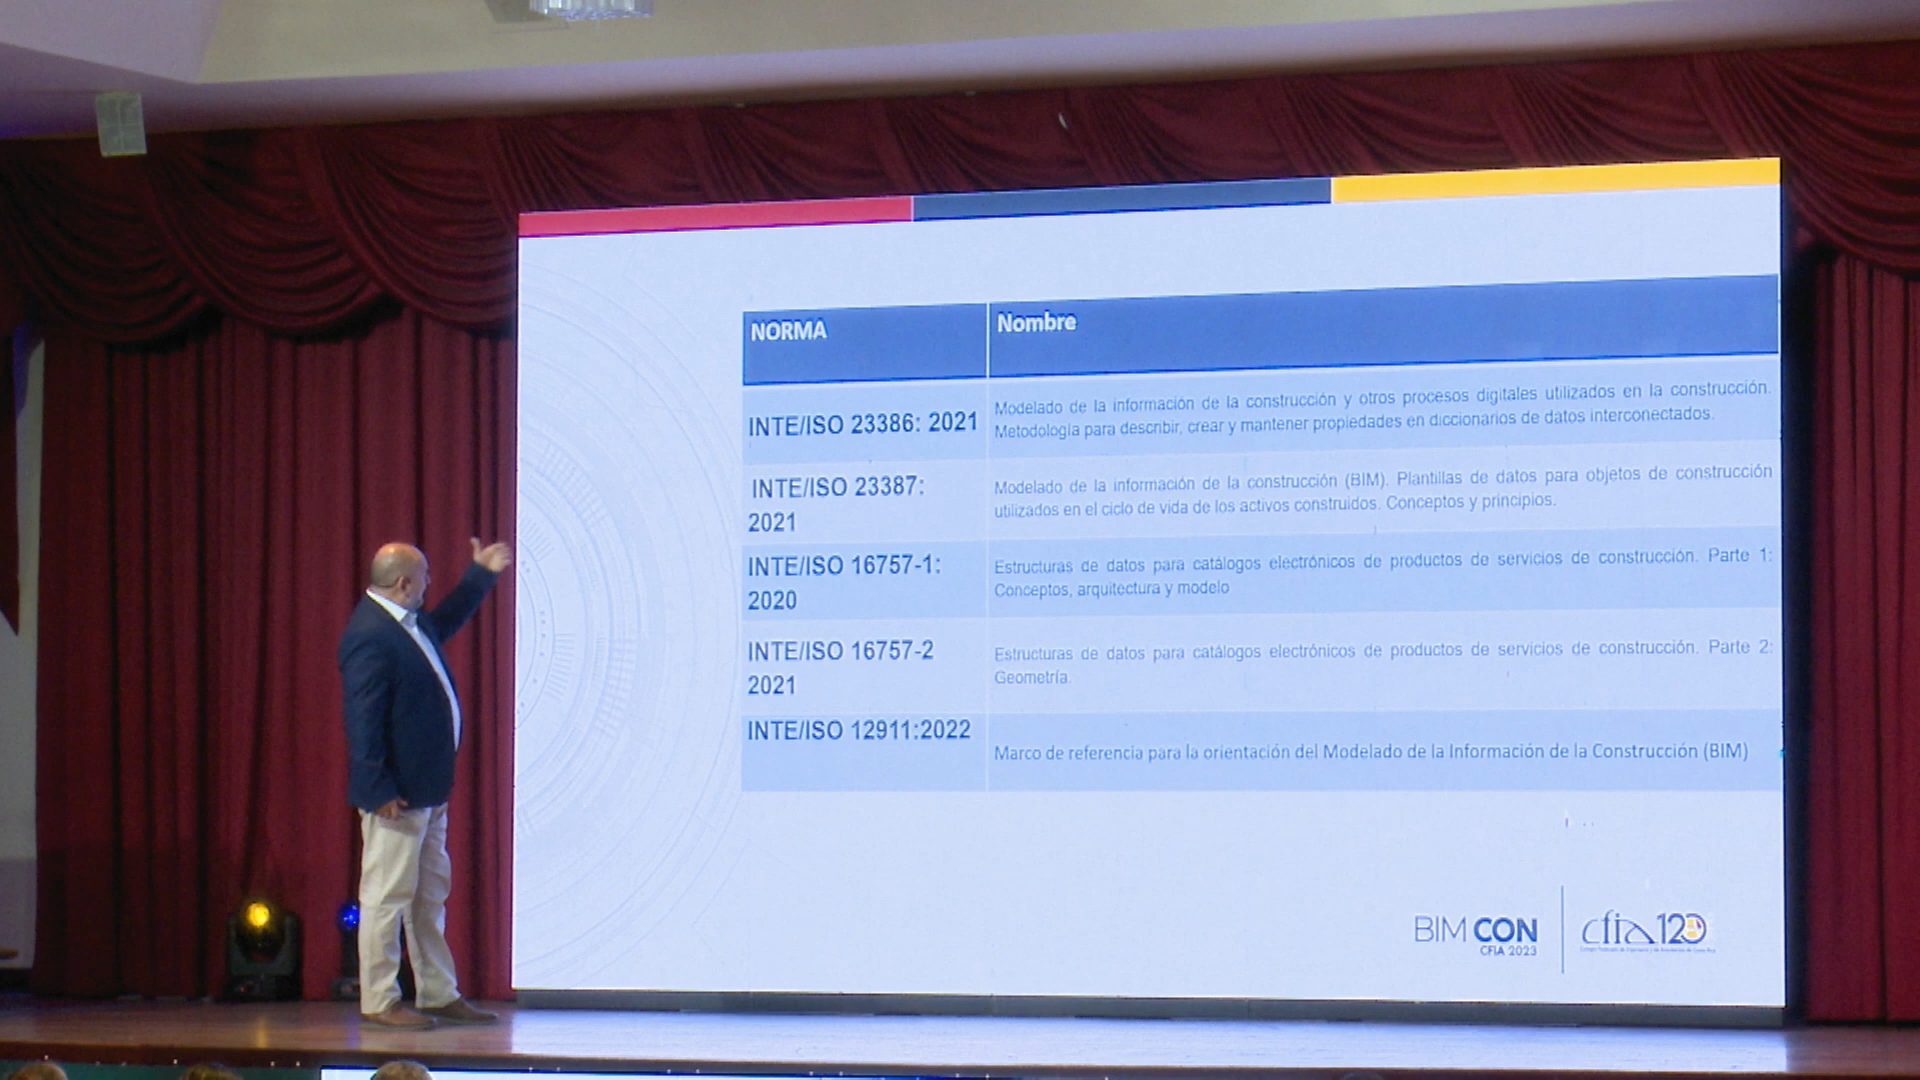 NORMA
Nombre
INTE/ISO 23386: 2021
Modelado de la información de la construcción y otros procesos digitales utilizados en la construcción.
Metodología para describir, crear y mantener propiedades en diccionarios de datos interconectados.
INTE/ISO 23387:
2021
Modelado de la información de la construcción (BIM). Plantillas de datos para objetos de construcción
utilizados en el ciclo de vida de los activos construidos. Conceptos y principios.
INTE/ISO 16757-1:
2020
Estructuras de datos para catálogos electrónicos de productos de servicios de construcción. Parte 1:
Conceptos, arquitectura y modelo
INTE/ISO 16757-2
2021
Estructuras de datos para catálogos electrónicos de productos de servicios de construcción. Parte 2:
Geometría.
INTE/ISO 12911:2022
Marco de referencia para la orientación del Modelado de la Información de la Construcción (BIM)
BIM CON
CFIA 2023
cfia 120